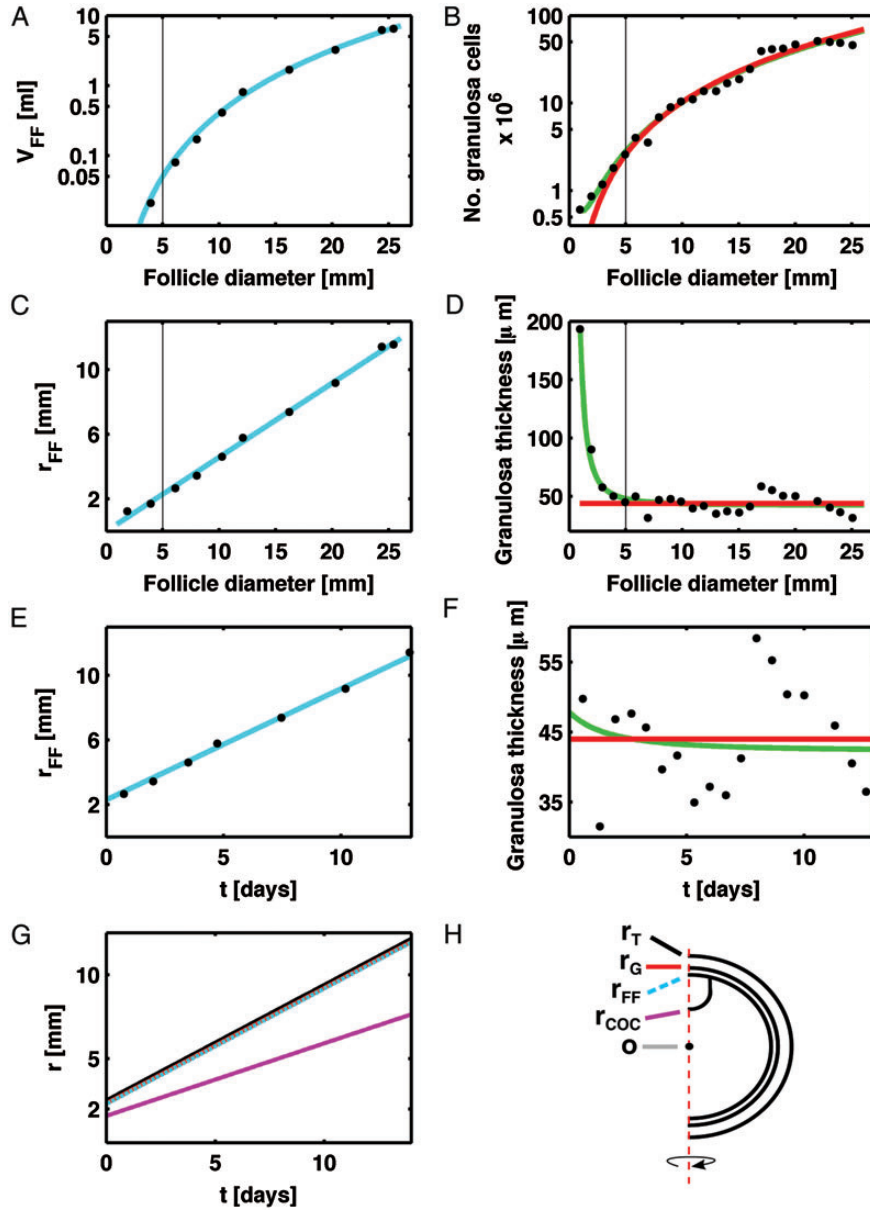 A
V_FF [ml]
10
5
1
0.5
0.1
0.05
0 5 10 15 20 25
Follicle diameter [mm]
B
No. granulosa cells
x 10^6
100
50
10
5
1
0.5
0 5 10 15 20 25
Follicle diameter [mm]
C
r_FF [mm]
10
6
2
0 5 10 15 20 25
Follicle diameter [mm]
D
Granulosa thickness [μ m]
200
150
100
50
0 5 10 15 20 25
Follicle diameter [mm]
E
r_FF [mm]
10
6
2
0 5 10
t [days]
F
Granulosa thickness [μ m]
55
45
35
0 5 10
t [days]
G
r [mm]
10
5
2
0 5 10
t [days]
H
r_T
r_G
r_FF
r_COC
o